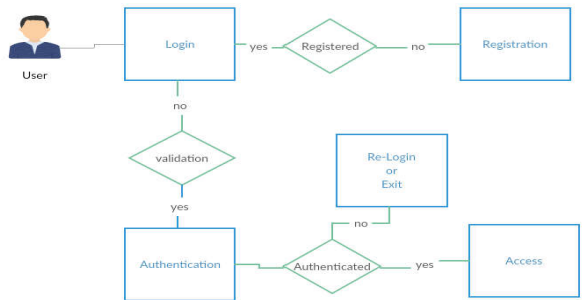 Login
yes
Registered
no
Registration
User
no
validation
Re-Login
or
Exit
yes
no
Authentication
Authenticated
yes
Access